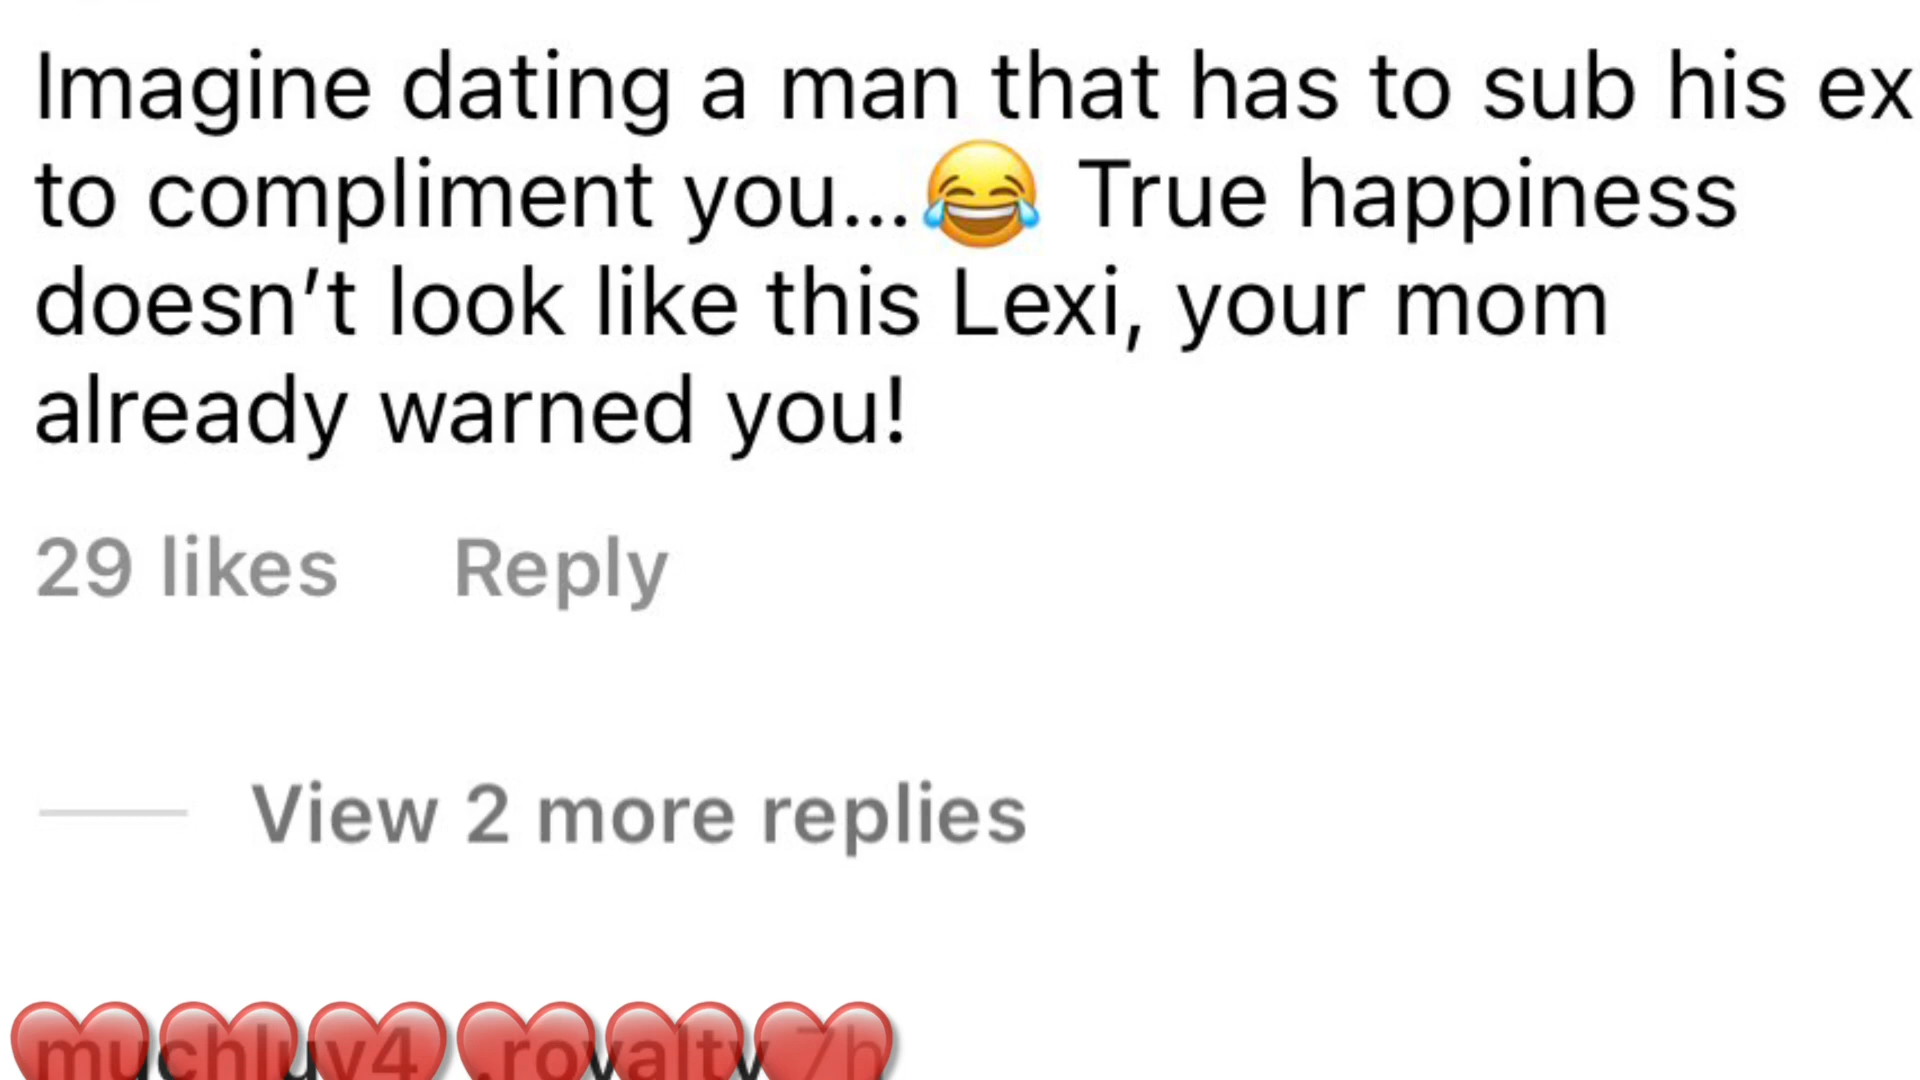 Imagine dating a man that has to sub his ex
to compliment you...😂 True happiness
doesn’t look like this Lexi, your mom
already warned you!
29 likes Reply
View 2 more replies
7h